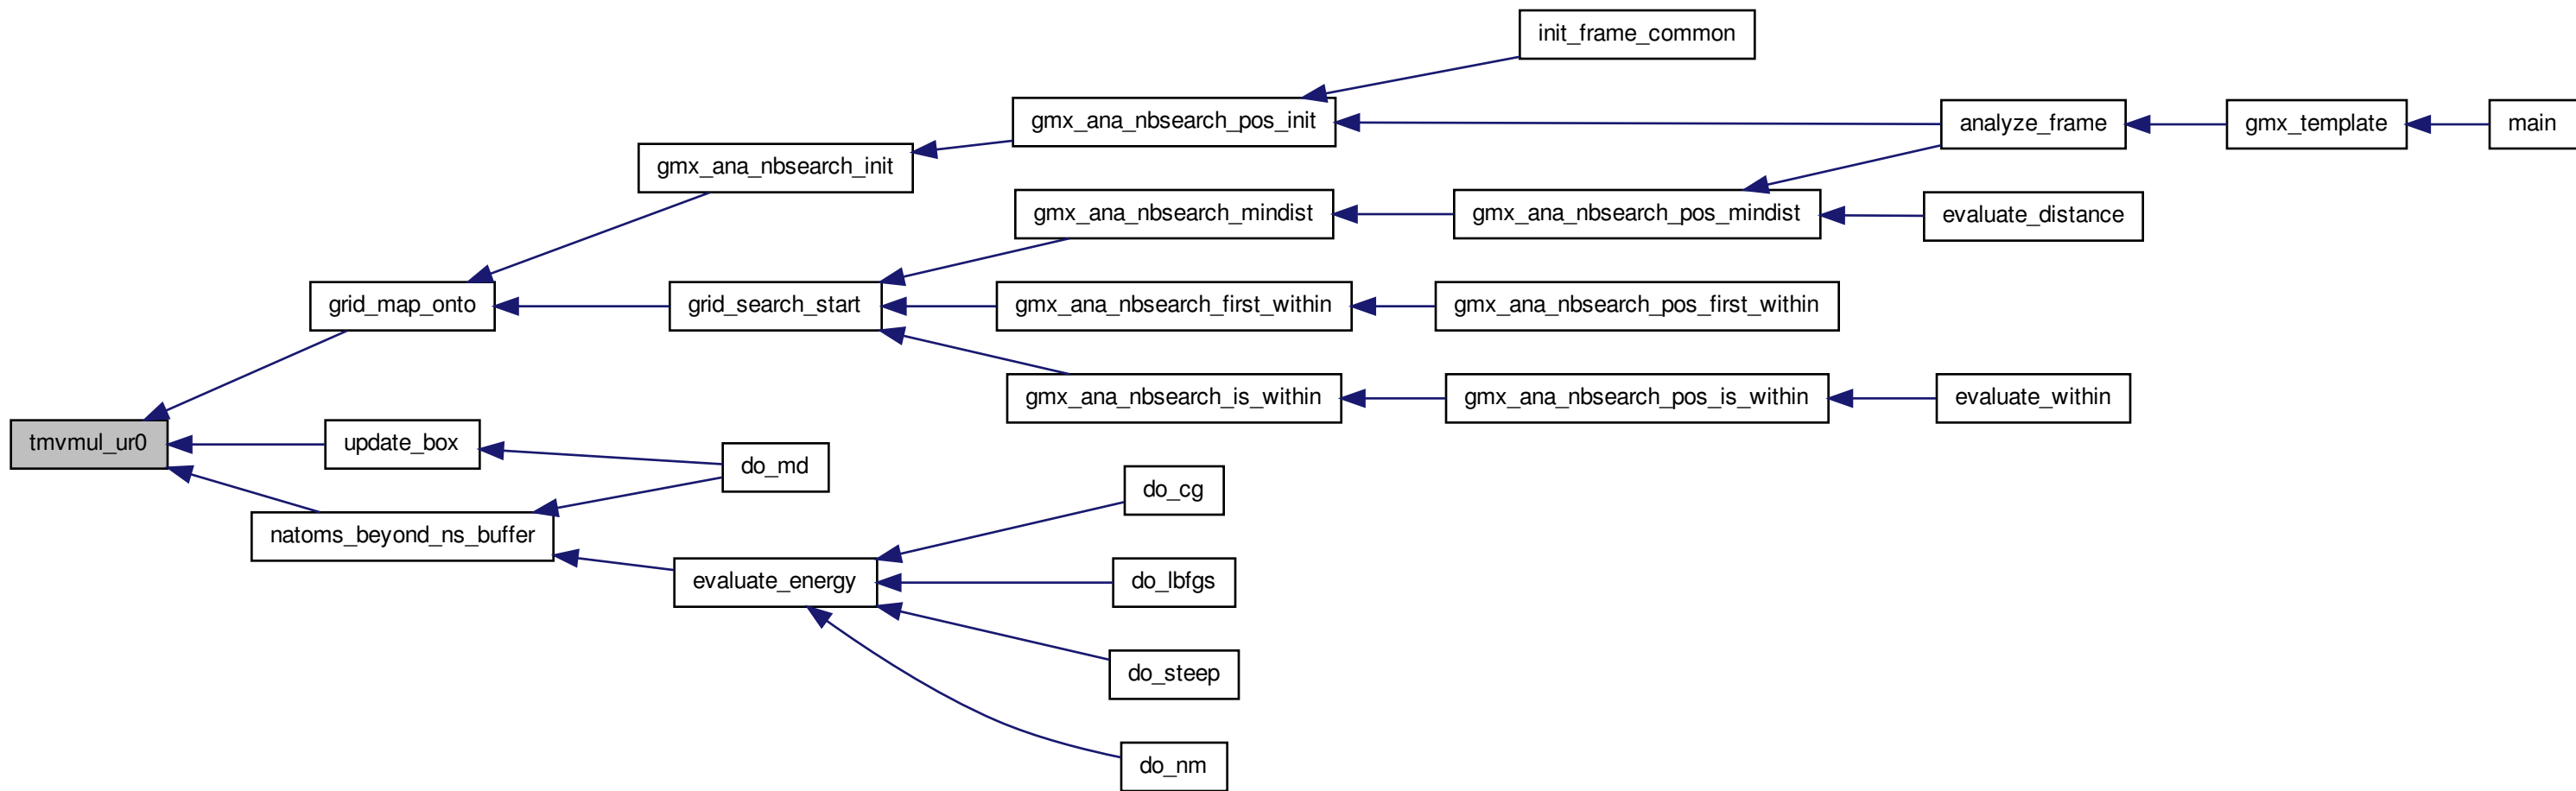 init_frame_common
gmx_ana_nbsearch_pos_init
analyze_frame
gmx_template
main
gmx_ana_nbsearch_init
gmx_ana_nbsearch_mindist
gmx_ana_nbsearch_pos_mindist
evaluate_distance
grid_map_onto
grid_search_start
gmx_ana_nbsearch_first_within
gmx_ana_nbsearch_pos_first_within
gmx_ana_nbsearch_is_within
gmx_ana_nbsearch_pos_is_within
evaluate_within
tmvmul_ur0
update_box
do_md
do_cg
natoms_beyond_ns_buffer
evaluate_energy
do_lbfgs
do_steep
do_nm